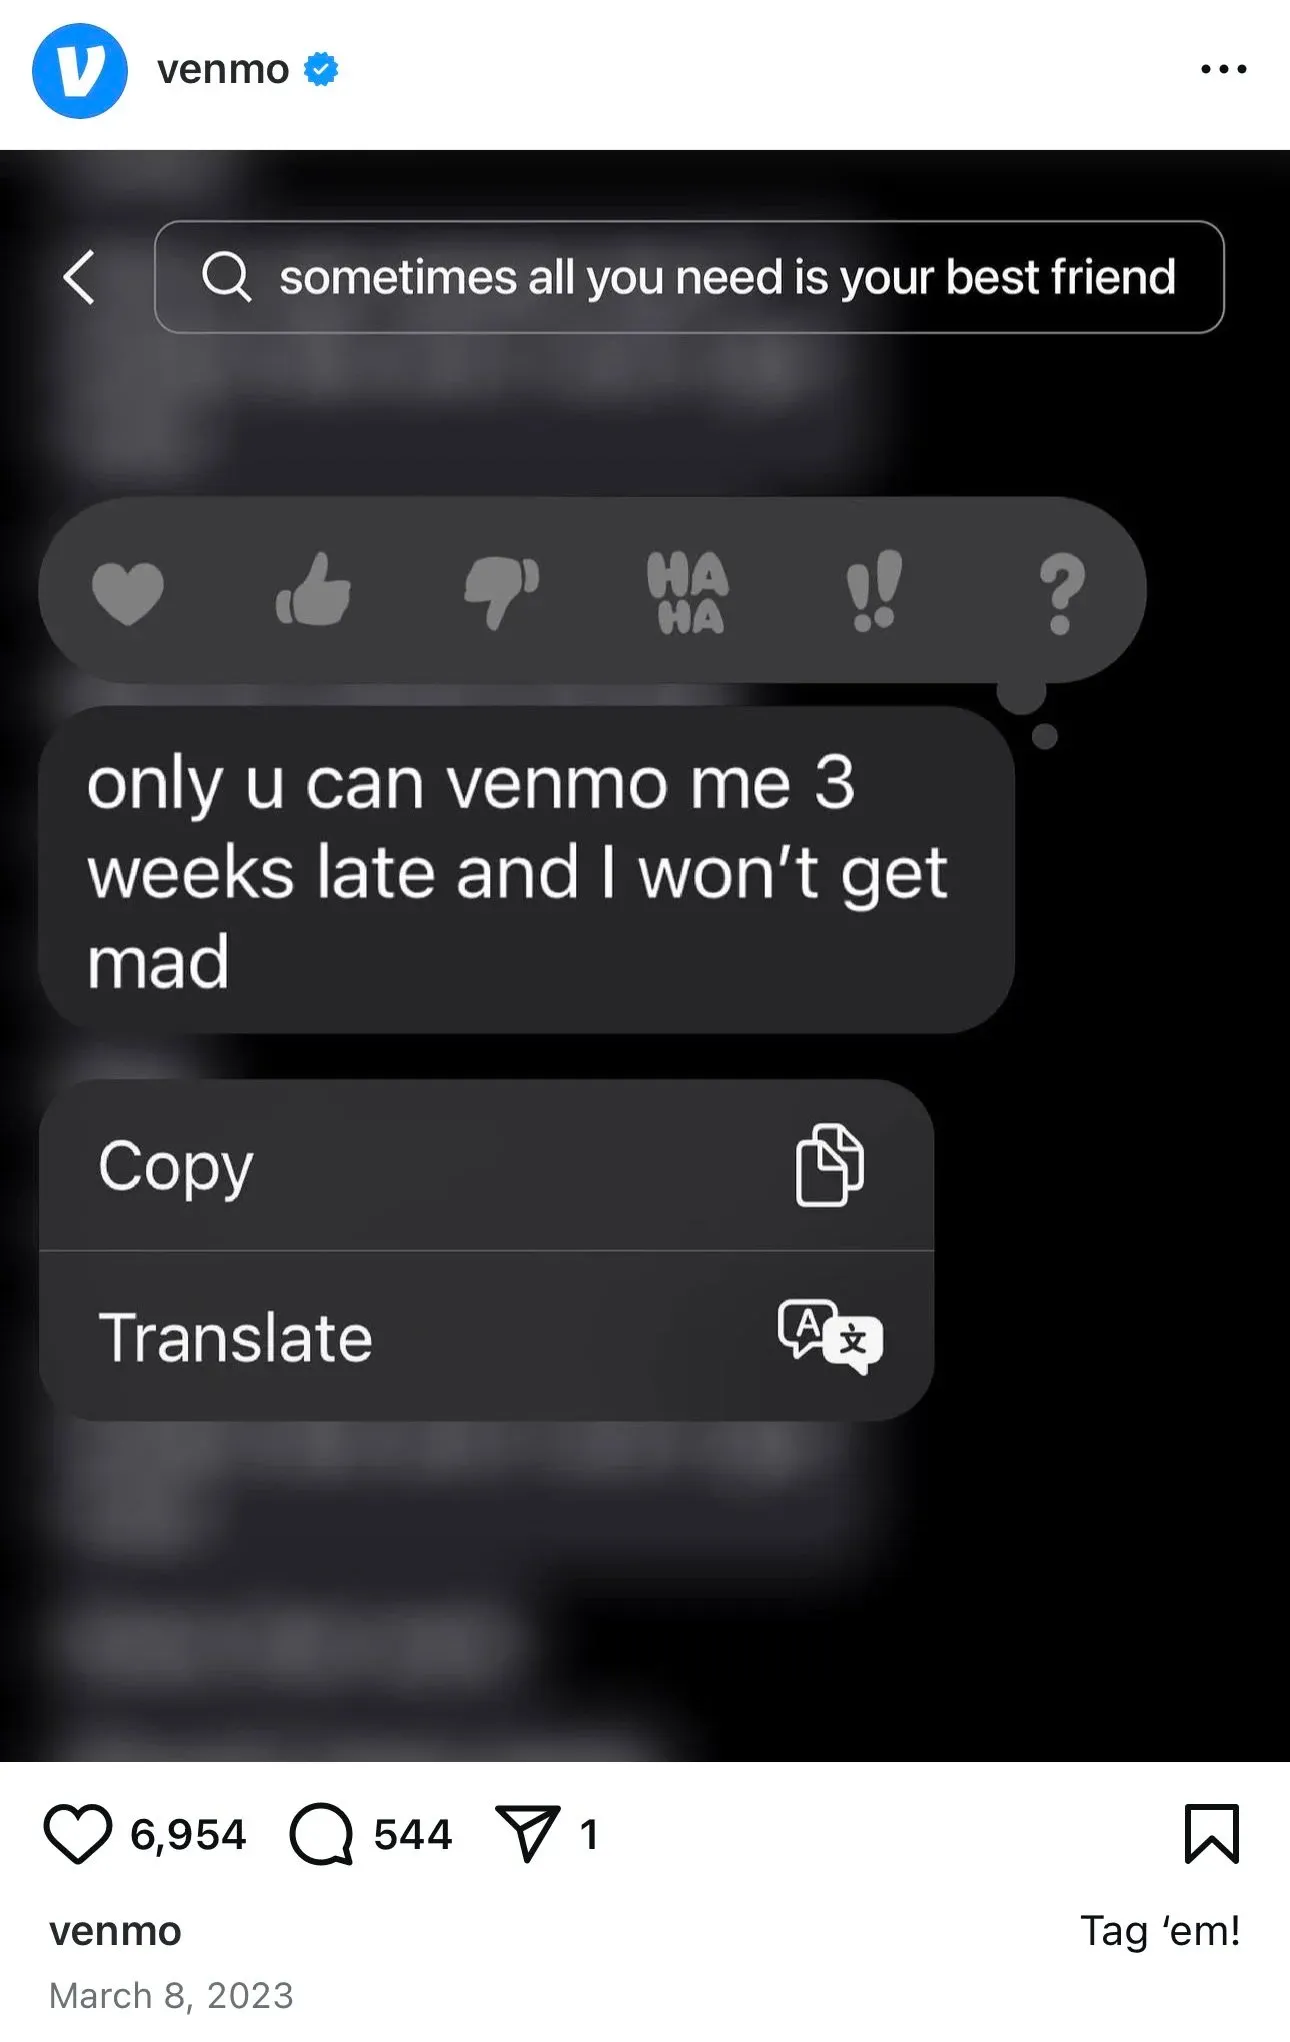 venmo
sometimes all you need is your best friend
HA
HA
!!
?
only u can venmo me 3
weeks late and I won’t get
mad
Copy
Translate
A
文
6,954
544
1
venmo
Tag ‘em!
March 8, 2023